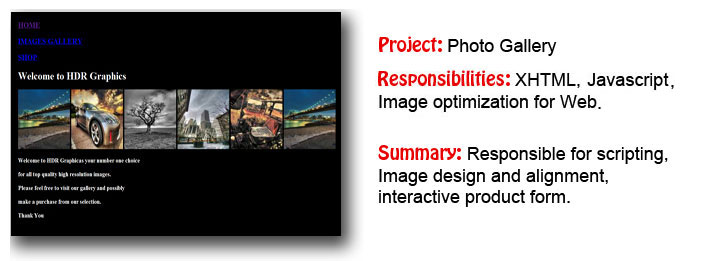 HOME
IMAGES GALLERY
SHOP
Welcome to HDR Graphics
Welcome to HDR Graphicas your number one choice
for all top quality high resolution images.
Please feel free to visit our gallery and possibly
make a purchase from our selection.
Thank You
Project: Photo Gallery
Responsibilities: XHTML, Javascript,
Image optimization for Web.
Summary: Responsible for scripting,
Image design and alignment,
interactive product form.